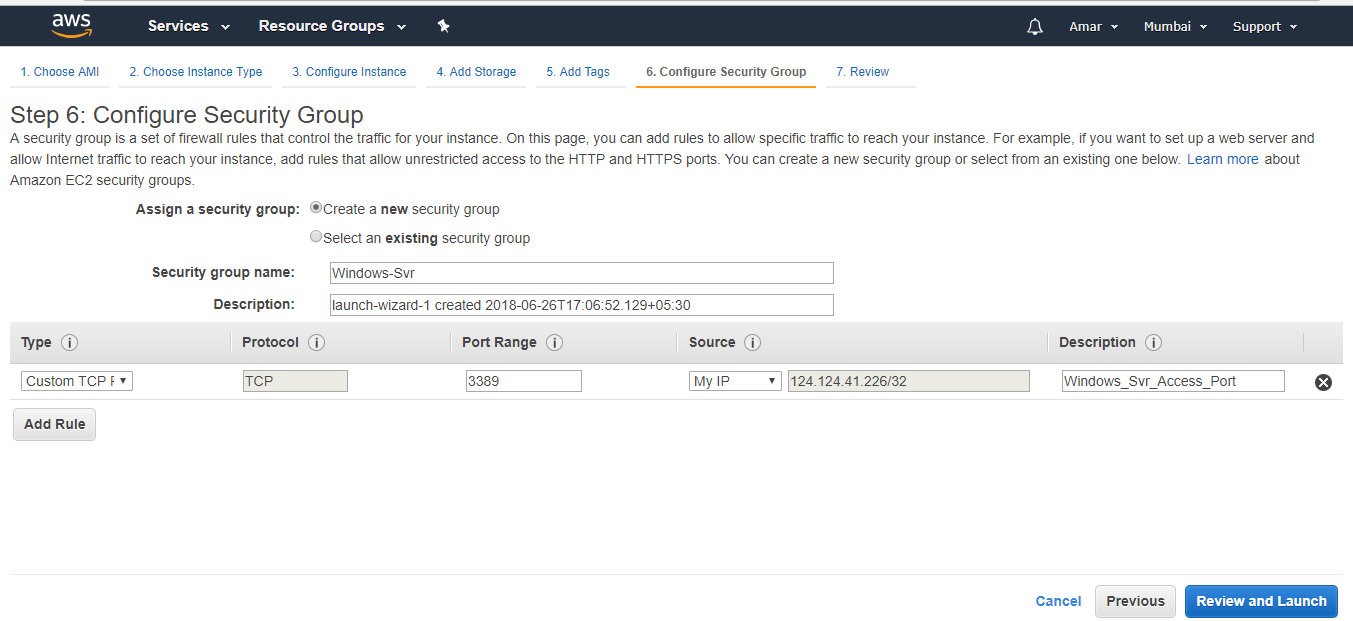 aws Services Resource Groups Amar Mumbai Support
1. Choose AMI 2. Choose Instance Type 3. Configure Instance 4. Add Storage 5. Add Tags 6. Configure Security Group 7. Review
Step 6: Configure Security Group
A security group is a set of firewall rules that control the traffic for your instance. On this page, you can add rules to allow specific traffic to reach your instance. For example, if you want to set up a web server and
allow Internet traffic to reach your instance, add rules that allow unrestricted access to the HTTP and HTTPS ports. You can create a new security group or select from an existing one below. Learn more about
Amazon EC2 security groups.
Assign a security group: Create a new security group
Select an existing security group
Security group name: Windows-Svr
Description: launch-wizard-1 created 2018-06-26T17:06:52.129+05:30
Type i Protocol i Port Range i Source i Description i
Custom TCP TCP 3389 My IP 124.124.41.226/32 Windows_Svr_Access_Port
Add Rule
Cancel Previous Review and Launch